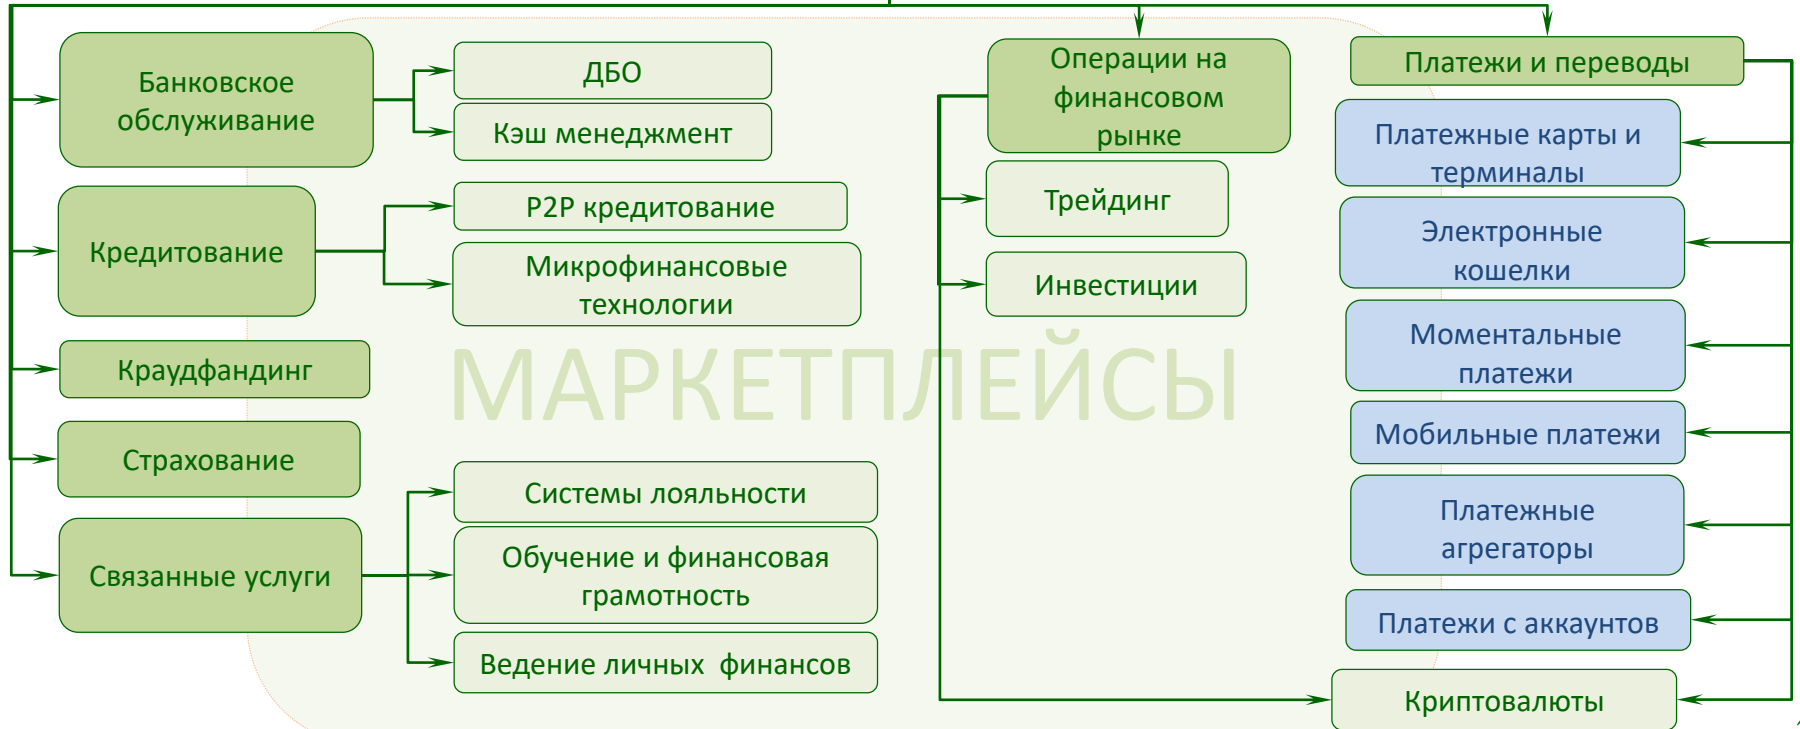 Банковское
обслуживание
ДБО
Кэш менеджмент
Кредитование
P2P кредитование
Микрофинансовые
технологии
Краудфандинг
Страхование
Связанные услуги
Системы лояльности
Обучение и финансовая
грамотность
Ведение личных финансов
МАРКЕТПЛЕЙСЫ
Операции на
финансовом
рынке
Трейдинг
Инвестиции
Платежи и переводы
Платежные карты и
терминалы
Электронные
кошелки
Моментальные
платежи
Мобильные платежи
Платежные
агрегаторы
Платежи с аккаунтов
Криптовалюты